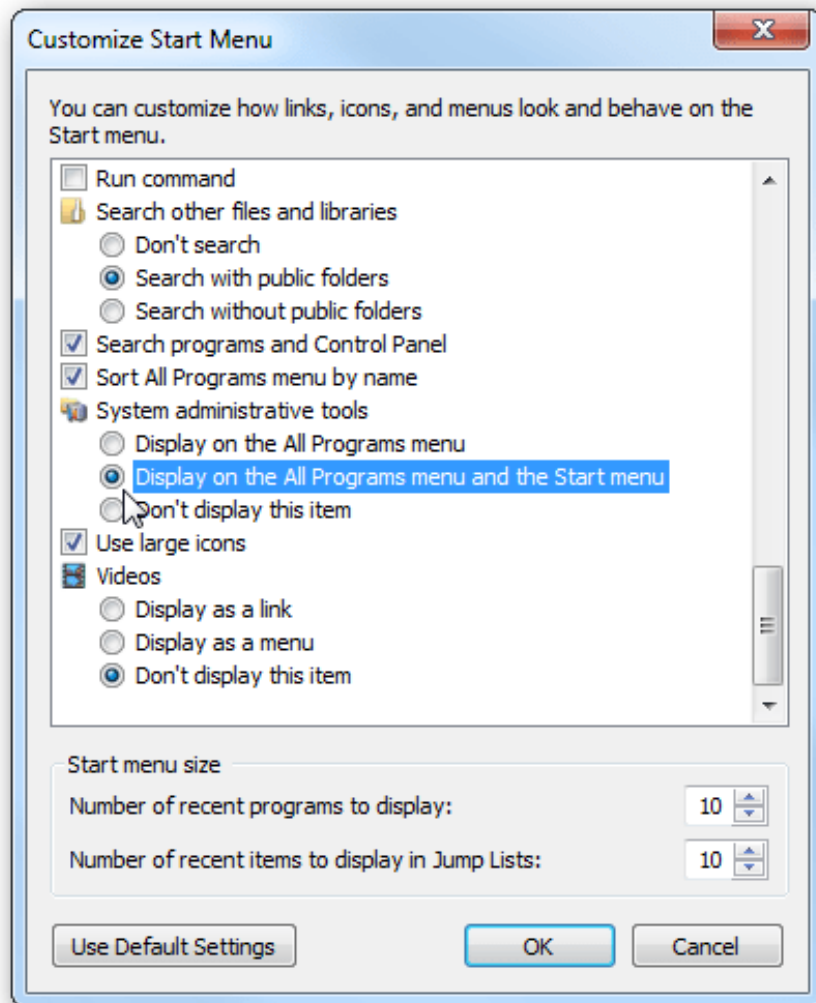 Customize Start Menu
You can customize how links, icons, and menus look and behave on the
Start menu.
Run command
Search other files and libraries
Don't search
Search with public folders
Search without public folders
Search programs and Control Panel
Sort All Programs menu by name
System administrative tools
Display on the All Programs menu
Display on the All Programs menu and the Start menu
Don't display this item
Use large icons
Videos
Display as a link
Display as a menu
Don't display this item
Start menu size
Number of recent programs to display: 10
Number of recent items to display in Jump Lists: 10
Use Default Settings OK Cancel